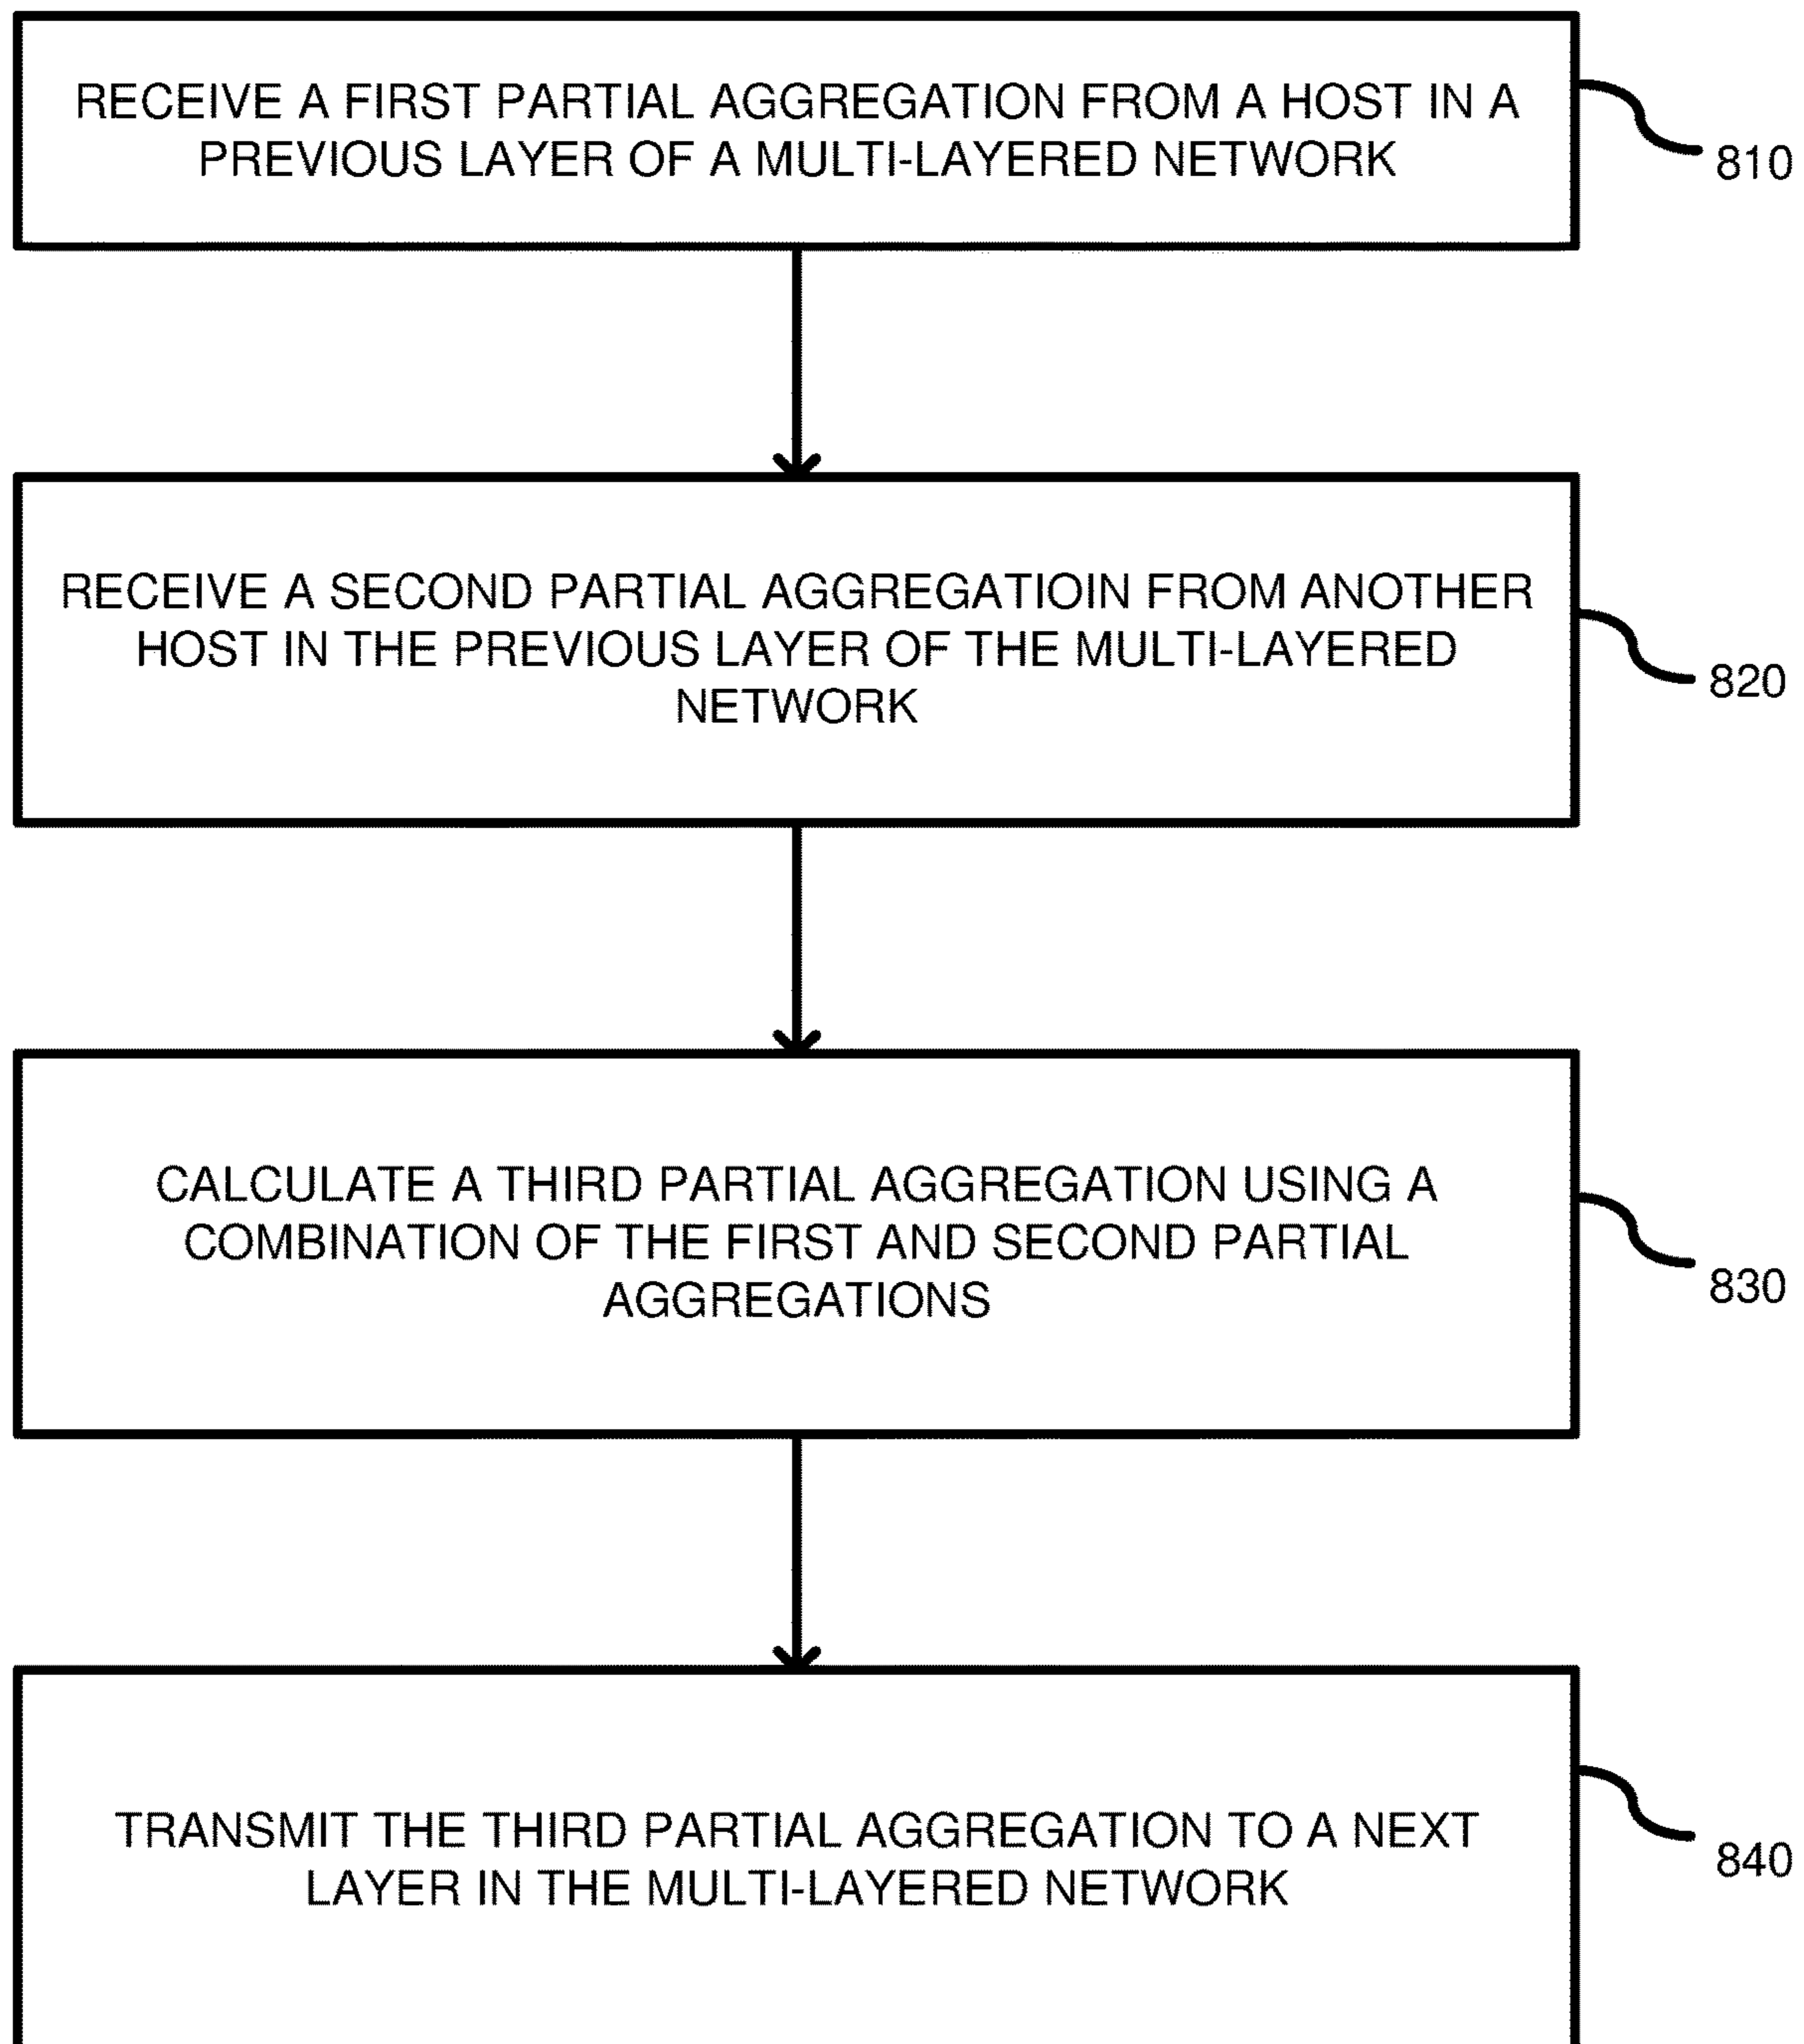 RECEIVE A FIRST PARTIAL AGGREGATION FROM A HOST IN A
PREVIOUS LAYER OF A MULTI-LAYERED NETWORK
810
RECEIVE A SECOND PARTIAL AGGREGATIOIN FROM ANOTHER
HOST IN THE PREVIOUS LAYER OF THE MULTI-LAYERED
NETWORK
820
CALCULATE A THIRD PARTIAL AGGREGATION USING A
COMBINATION OF THE FIRST AND SECOND PARTIAL
AGGREGATIONS
830
TRANSMIT THE THIRD PARTIAL AGGREGATION TO A NEXT
LAYER IN THE MULTI-LAYERED NETWORK
840